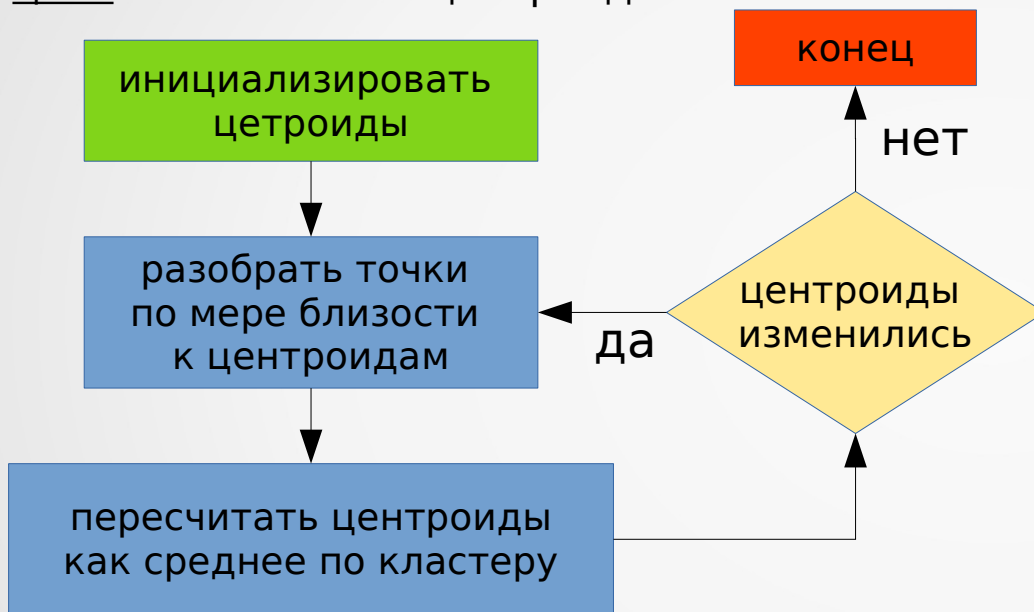 инициализировать
цетроиды
разобрать точки
по мере близости
к центроидам
пересчитать центроиды
как среднее по кластеру
центроиды
изменились
да
нет
конец